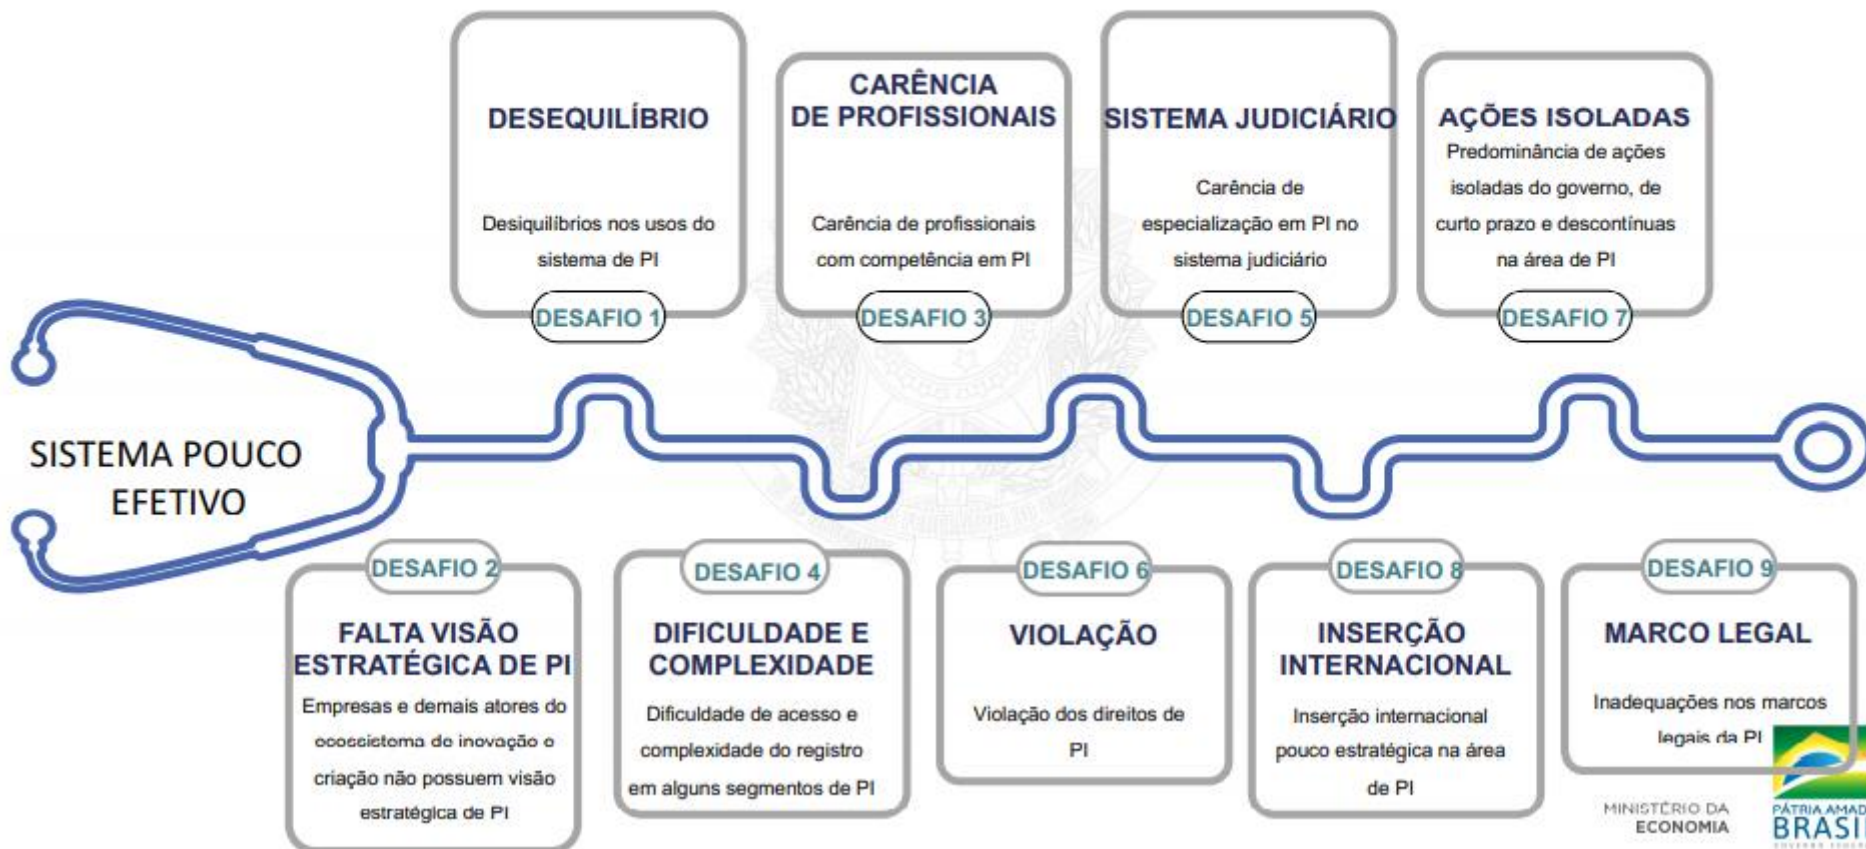 DESEQUILÍBRIO
Desiquilíbrios nos usos do
sistema de PI
DESAFIO 1
CARÊNCIA
DE PROFISSIONAIS
Carência de profissionais
com competência em PI
DESAFIO 3
SISTEMA JUDICIÁRIO
Carência de
especialização em PI no
sistema judiciário
DESAFIO 5
AÇÕES ISOLADAS
Predominância de ações
isoladas do governo, de
curto prazo e descontínuas
na área de PI
DESAFIO 7
SISTEMA POUCO
EFETIVO
DESAFIO 2
FALTA VISÃO
ESTRATÉGICA DE PI
Empresas e demais atores do
ecossistema de inovação e
criação não possuem visão
estratégica de PI
DESAFIO 4
DIFICULDADE E
COMPLEXIDADE
Dificuldade de acesso e
complexidade do registro
em alguns segmentos de PI
DESAFIO 6
VIOLAÇÃO
Violação dos direitos de
PI
DESAFIO 8
INSERÇÃO
INTERNACIONAL
Inserção internacional
pouco estratégica na área
de PI
DESAFIO 9
MARCO LEGAL
Inadequações nos marcos
legais da PI
MINISTÉRIO DA
ECONOMIA
PÁTRIA AMAD
BRASI